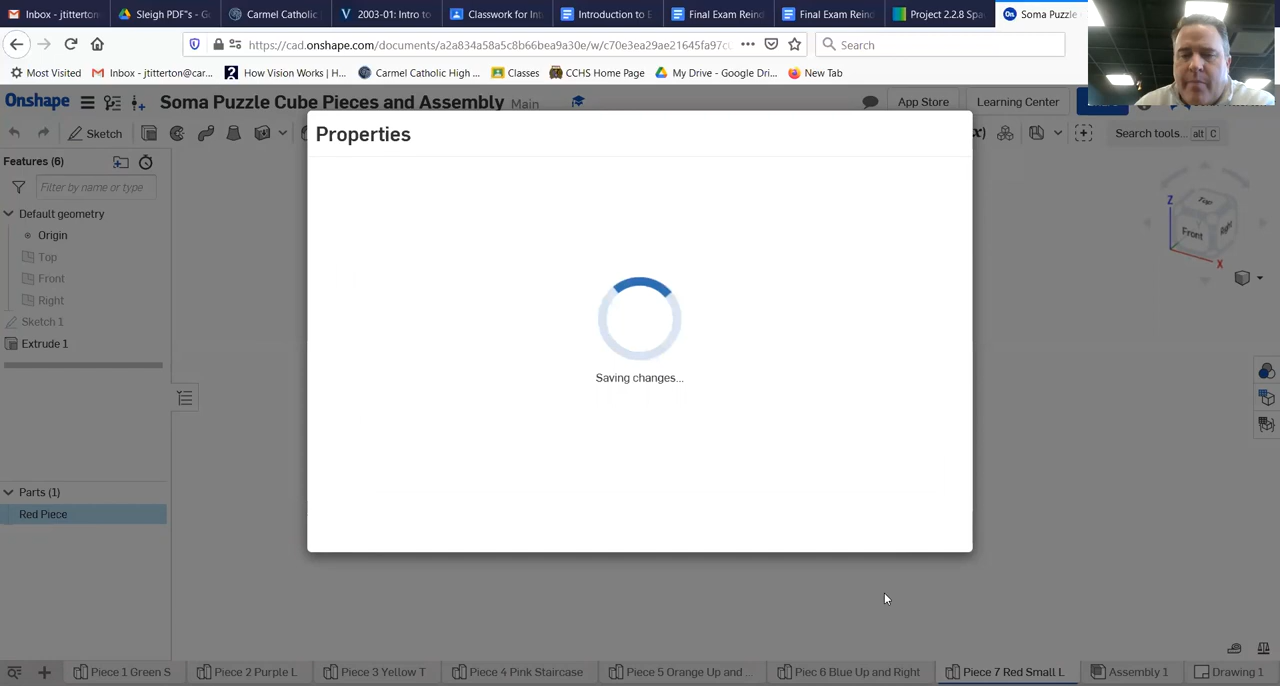 Inbox - jtitterton
Sleigh PDF"s - G
Carmel Catholic
2003-01: Intro to
Classwork for Int
Introduction to E
Final Exam Reind
Final Exam Reind
Project 2.2.8 Spa
Soma Puzzle
https://cad.onshape.com/documents/a2a834a58a5c8b66bea9a30e/w/c70e3ea29ae21645fa97c
Search
Most Visited
Inbox - jtitterton@car...
How Vision Works | H...
Carmel Catholic High ...
Classes
CCHS Home Page
My Drive - Google Dri...
New Tab
Onshape
Soma Puzzle Cube Pieces and Assembly Main
App Store
Learning Center
Sketch
Search tools... alt C
Features (6)
Filter by name or type
Default geometry
Origin
Top
Front
Right
Sketch 1
Extrude 1
Parts (1)
Red Piece
Properties
Saving changes...
Top
Front
Right
Z
X
Piece 1 Green S
Piece 2 Purple L
Piece 3 Yellow T
Piece 4 Pink Staircase
Piece 5 Orange Up and ...
Piec 6 Blue Up and Right
Piece 7 Red Small L
Assembly 1
Drawing 1